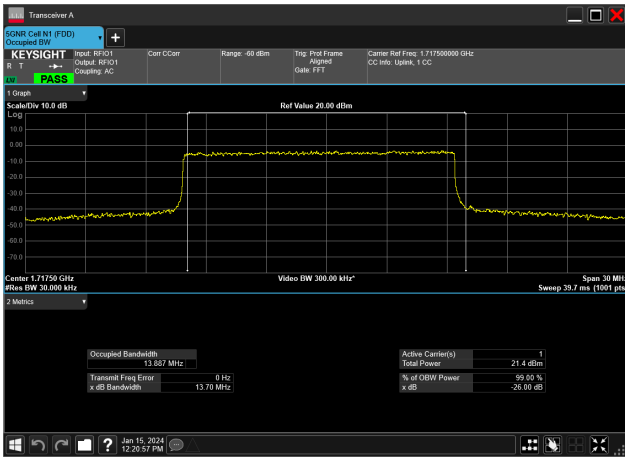 Transceiver A
5GNR Cell N1 (FDD)
Occupied BW
KEYSIGHT
R T
PASS
Input: RFIO1
Output: RFIO1
Coupling: AC
Corr CCorr
Range: -60 dBm
Trig: Prot Frame
Aligned
Gate: FFT
Carrier Ref Freq: 1.717500000 GHz
CC Info: Uplink, 1 CC
1 Graph
Scale/Div 10.0 dB
Ref Value 20.00 dBm
Log
10.0
0.00
-10.0
-20.0
-30.0
-40.0
-50.0
-60.0
-70.0
Center 1.71750 GHz
Video BW 300.00 kHz*
Span 30 MHz
#Res BW 30.000 kHz
Sweep 39.7 ms (1001 pts
2 Metrics
Occupied Bandwidth
13.887 MHz
Transmit Freq Error 0 Hz
x dB Bandwidth 13.70 MHz
Active Carrier(s) 1
Total Power 21.4 dBm
% of OBW Power 99.00 %
x dB -26.00 dB
Jan 15, 2024
12:20:57 PM